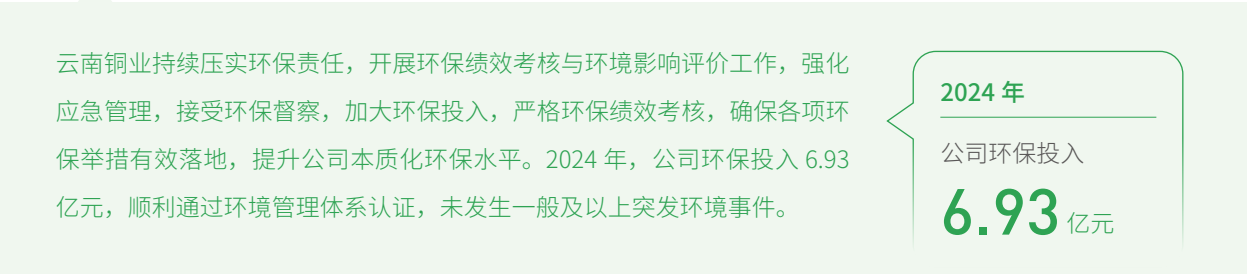 云南铜业持续压实环保责任，开展环保绩效考核与环境影响评价工作，强化
应急管理，接受环保督察，加大环保投入，严格环保绩效考核，确保各项环
保举措有效落地，提升公司本质化环保水平。2024 年，公司环保投入 6.93
亿元，顺利通过环境管理体系认证，未发生一般及以上突发环境事件。
2024 年
公司环保投入
6.93 亿元